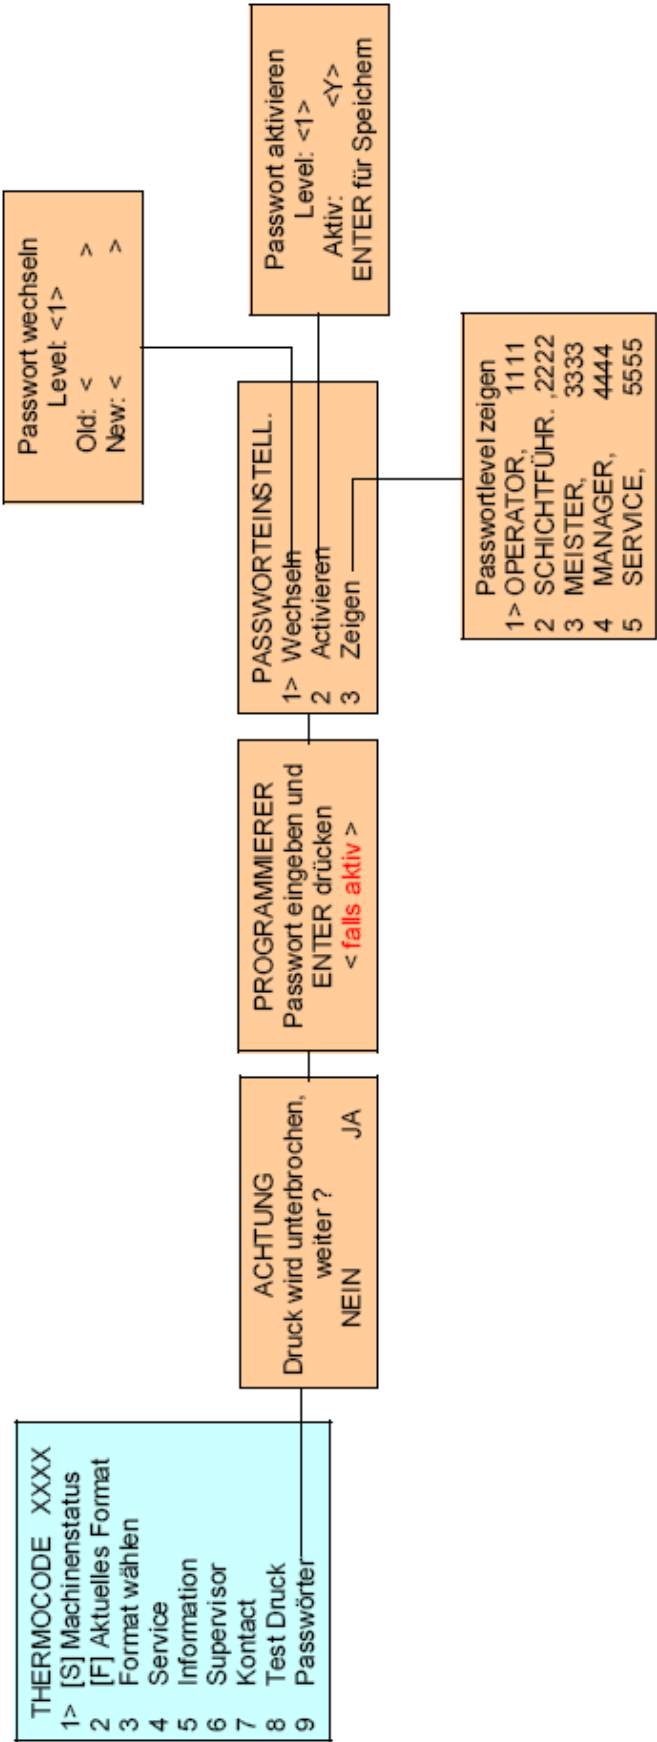 THERMOCODE XXXX
1> [S] Machinenstatus
2 [F] Aktuelles Format
3 Format wählen
4 Service
5 Information
6 Supervisor
7 Kontact
8 Test Druck
9 Passwörter
ACHTUNG
Druck wird unterbrochen,
weiter ?
NEIN JA
PROGRAMMIERER
Passwort eingeben und
ENTER drücken
< falls aktiv >
PASSWORTEINSTELL.
1> Wechseln
2 Activieren
3 Zeigen
Passwort wechseln
Level: <1>
Old: < >
New: < >
Passwort aktivieren
Level: <1>
Aktiv: <Y>
ENTER für Speichern
Passwortlevel zeigen
1> OPERATOR, 1111
2 SCHICHTFÜHR. ,2222
3 MEISTER, 3333
4 MANAGER, 4444
5 SERVICE, 5555